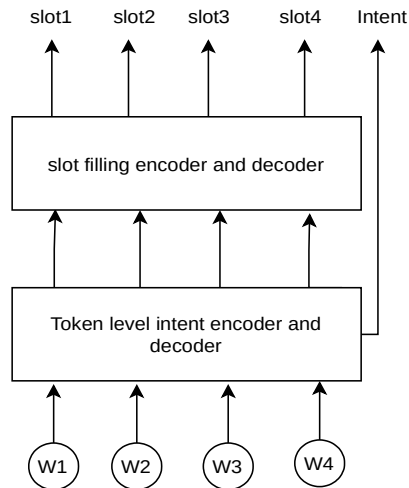 slot1 slot2 slot3 slot4 Intent
slot filling encoder and decoder
Token level intent encoder and
decoder
W1 W2 W3 W4